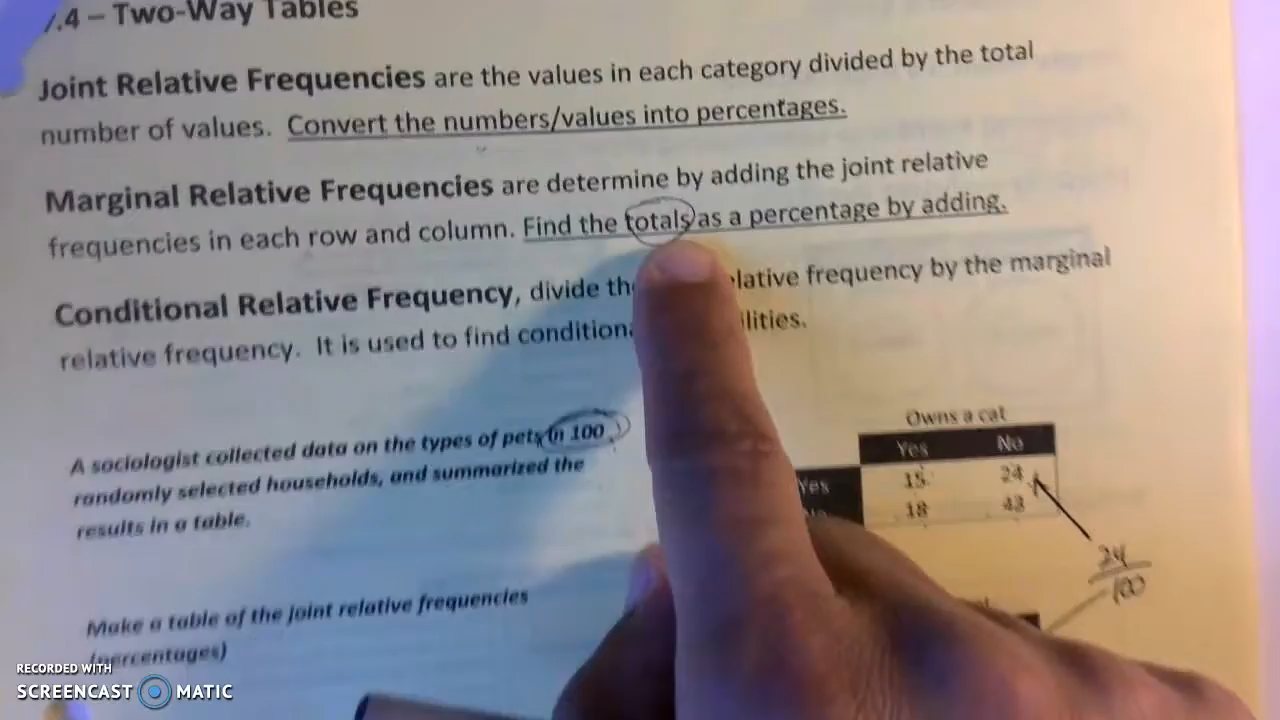 7.4 – Two-Way Tables
Joint Relative Frequencies are the values in each category divided by the total
number of values. Convert the numbers/values into percentages.
Marginal Relative Frequencies are determine by adding the joint relative
frequencies in each row and column. Find the totals as a percentage by adding.
Conditional Relative Frequency, divide the relative frequency by the marginal
relative frequency. It is used to find conditional
A sociologist collected data on the types of pets in 100
randomly selected households, and summarized the
results in a table.
Owns a cat
Yes No
Yes 15 24
No 18 43
24
100
Make a table of the joint relative frequencies
(percentages)
RECORDED WITH
SCREENCAST MATIC